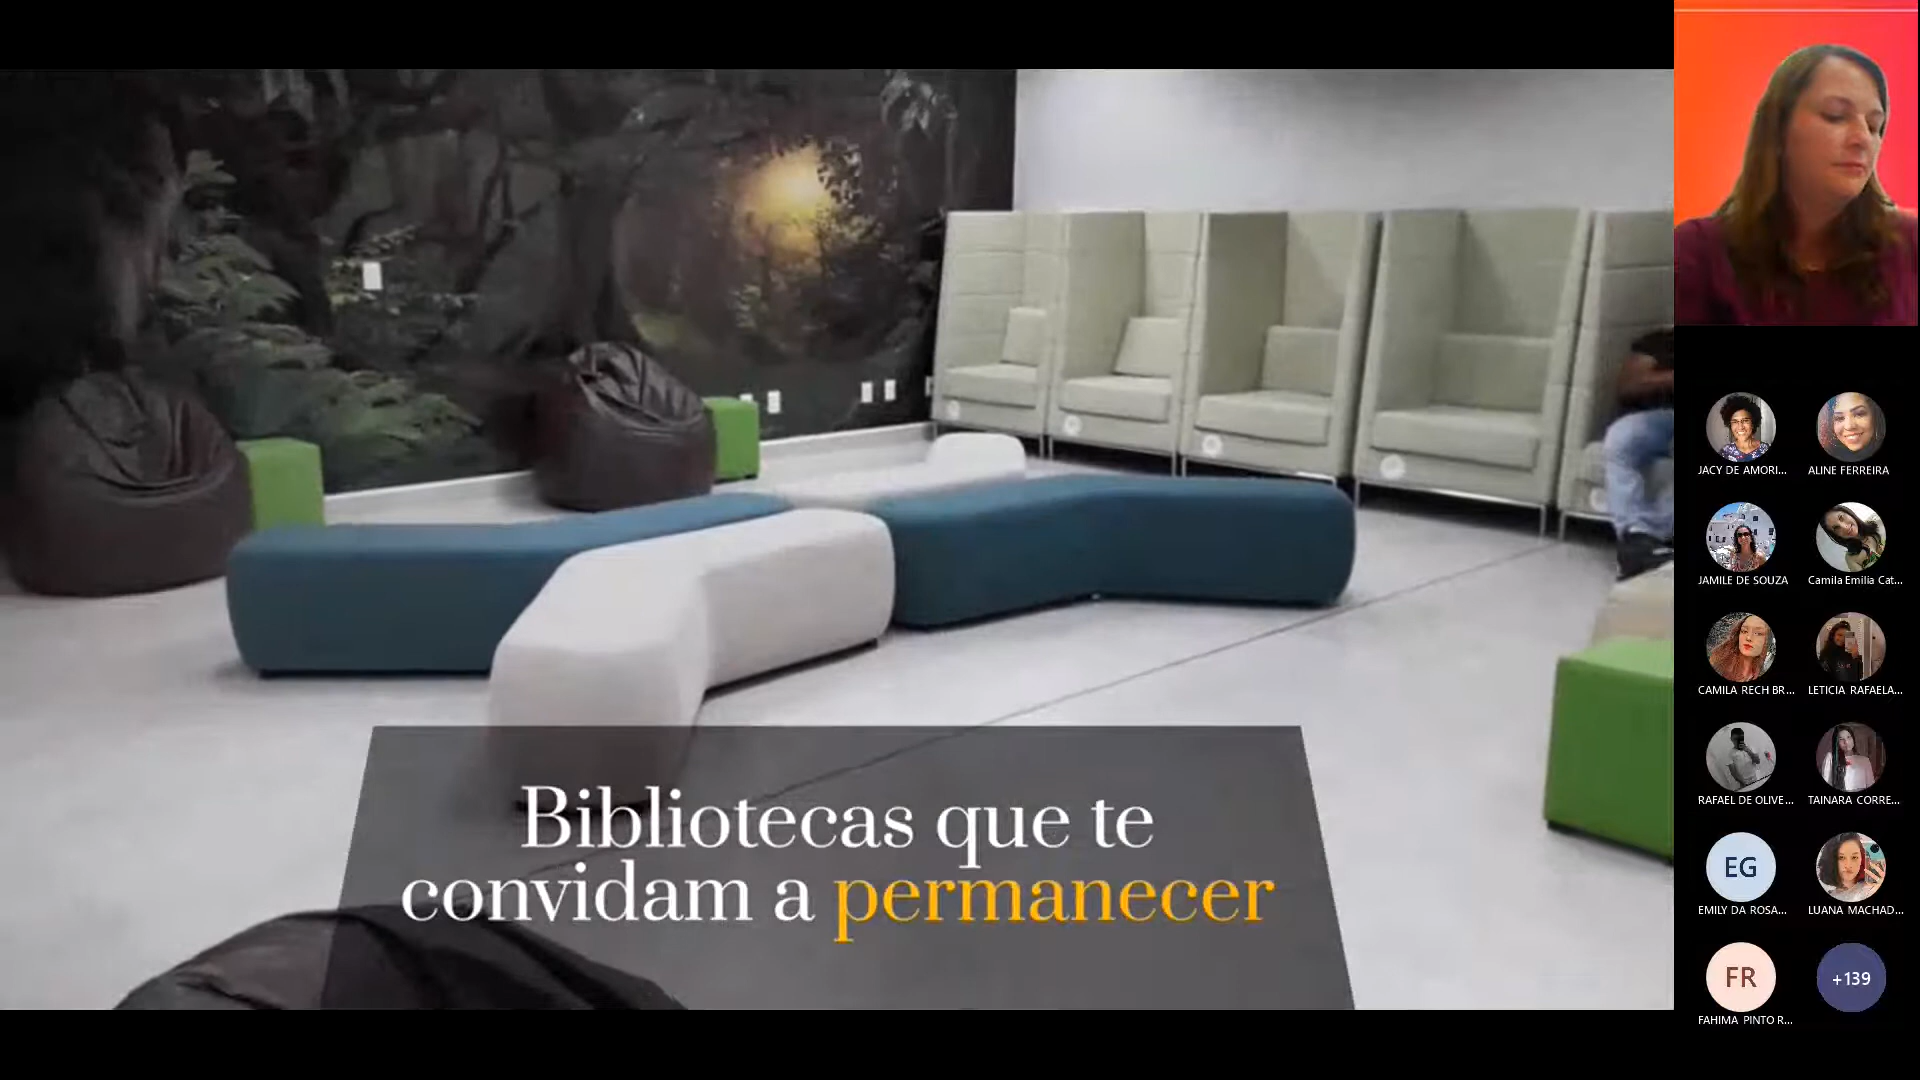 Bibliotecas que te
convidam a permanecer
JACY DE AMORI...
ALINE FERREIRA
JAMILE DE SOUZA
Camila Emilia Cat...
CAMILA RECH BR...
LETICIA RAFAELA...
RAFAEL DE OLIVE...
TAINARA CORRE...
EG
EMILY DA ROSA...
LUANA MACHAD...
FR
FAHIMA PINTO R...
+139